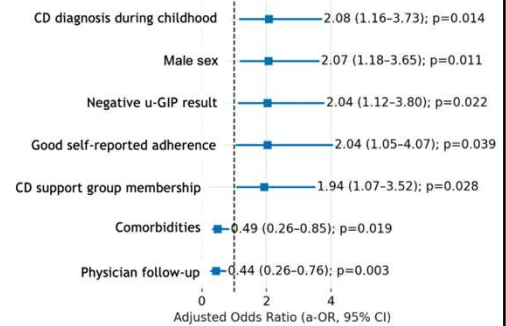 CD diagnosis during childhood 2.08 (1.16–3.73); p=0.014
Male sex 2.07 (1.18–3.65); p=0.011
Negative u-GIP result 2.04 (1.12–3.80); p=0.022
Good self-reported adherence 2.04 (1.05–4.07); p=0.039
CD support group membership 1.94 (1.07–3.52); p=0.028
Comorbidities 0.49 (0.26–0.85); p=0.019
Physician follow-up 0.44 (0.26–0.76); p=0.003
0 2 4
Adjusted Odds Ratio (a-OR, 95% CI)